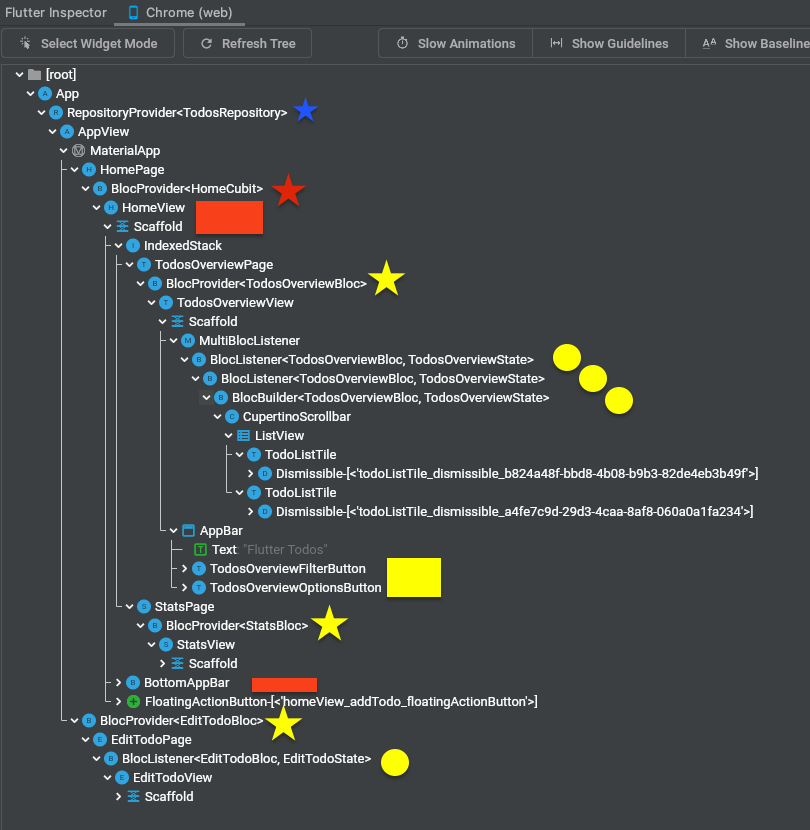 Flutter Inspector Chrome (web)
Select Widget Mode Refresh Tree Slow Animations Show Guidelines Show Baseline
[root]
A App
R RepositoryProvider<TodosRepository>
A AppView
MaterialApp
H HomePage
B BlocProvider<HomeCubit>
H HomeView
Scaffold
I IndexedStack
T TodosOverviewPage
B BlocProvider<TodosOverviewBloc>
T TodosOverviewView
Scaffold
M MultiBlocListener
B BlocListener<TodosOverviewBloc, TodosOverviewState>
B BlocListener<TodosOverviewBloc, TodosOverviewState>
B BlocBuilder<TodosOverviewBloc, TodosOverviewState>
C CupertinoScrollbar
ListView
T TodoListTile
D Dismissible-[<'todoListTile_dismissible_b824a48f-bbd8-4b08-b9b3-82de4eb3b49f'>]
T TodoListTile
D Dismissible-[<'todoListTile_dismissible_a4fe7c9d-29d3-4caa-8af8-060a0a1fa234'>]
AppBar
T Text: "Flutter Todos"
T TodosOverviewFilterButton
T TodosOverviewOptionsButton
S StatsPage
B BlocProvider<StatsBloc>
S StatsView
Scaffold
B BottomAppBar
FloatingActionButton-[<'homeView_addTodo_floatingActionButton'>]
B BlocProvider<EditTodoBloc>
E EditTodoPage
B BlocListener<EditTodoBloc, EditTodoState>
E EditTodoView
Scaffold